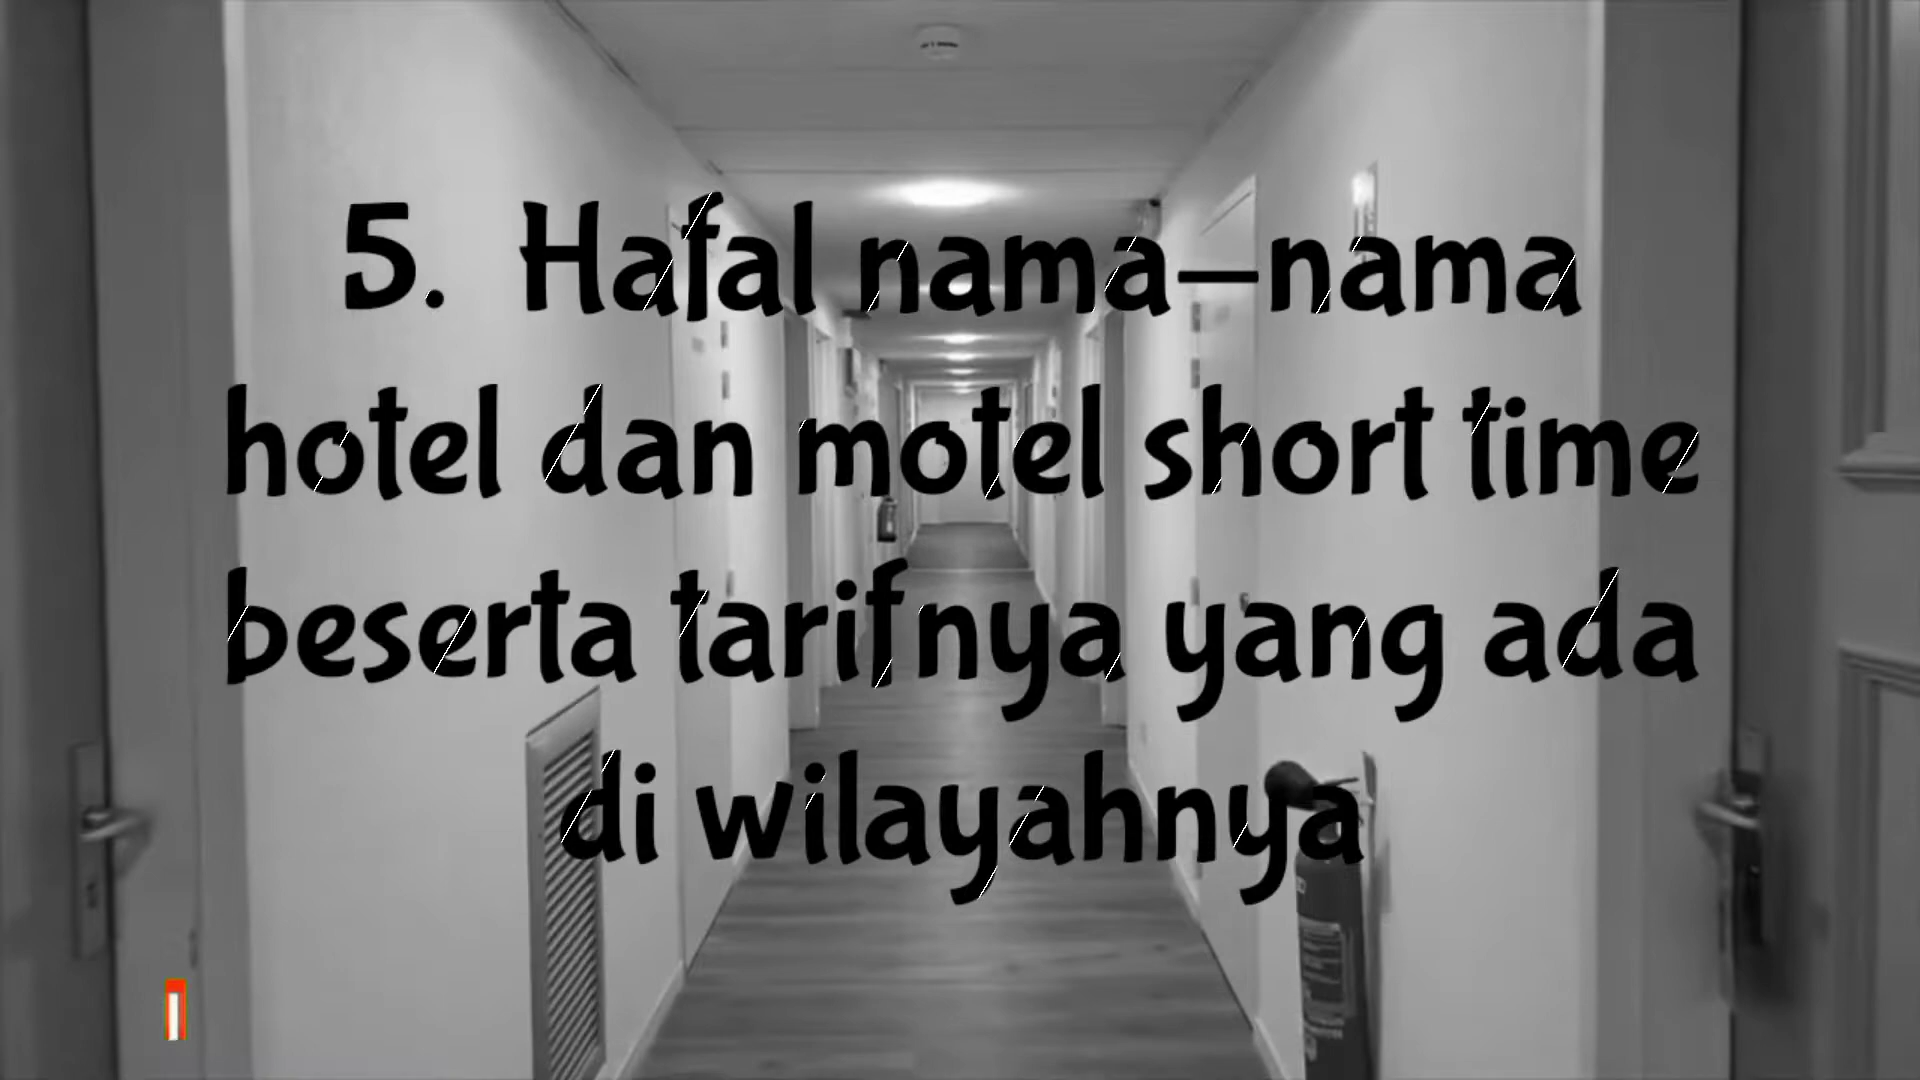 5. Hafal nama-nama
hotel dan motel short time
beserta tarifnya yang ada
di wilayahnya